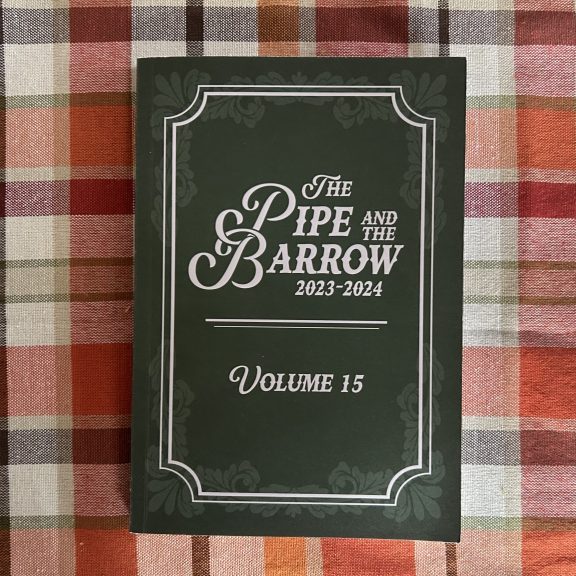 THE
PIPE AND THE
BARROW
2023-2024
VOLUME 15